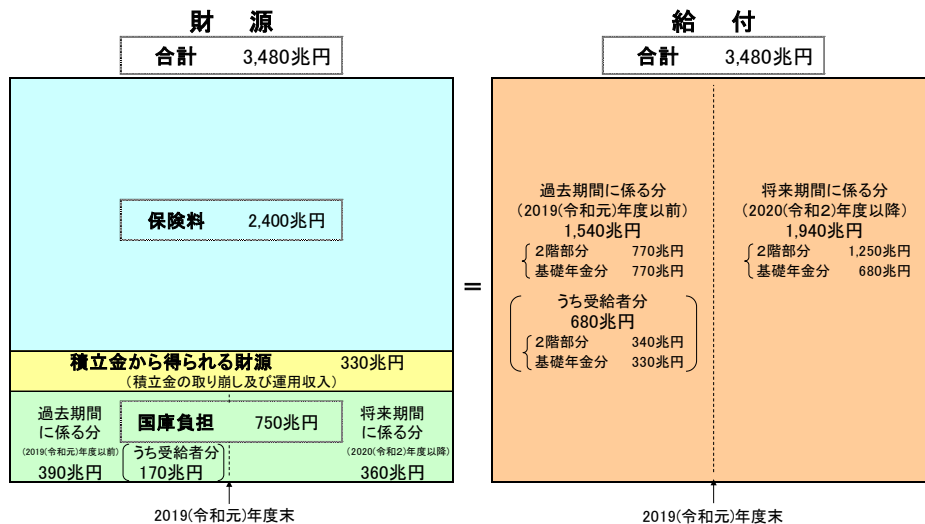 財 源
合計 3,480兆円
保険料 2,400兆円
積立金から得られる財源 330兆円
(積立金の取り崩し及び運用収入)
過去期間
に係る分
(2019(令和元)年度以前)
390兆円
国庫負担 750兆円
うち受給者分
170兆円
将来期間
に係る分
(2020(令和2)年度以降)
360兆円
2019(令和元)年度末
=
給 付
合計 3,480兆円
過去期間に係る分
(2019(令和元)年度以前)
1,540兆円
2階部分 770兆円
基礎年金分 770兆円
うち受給者分
680兆円
2階部分 340兆円
基礎年金分 330兆円
将来期間に係る分
(2020(令和2)年度以降)
1,940兆円
2階部分 1,250兆円
基礎年金分 680兆円
2019(令和元)年度末